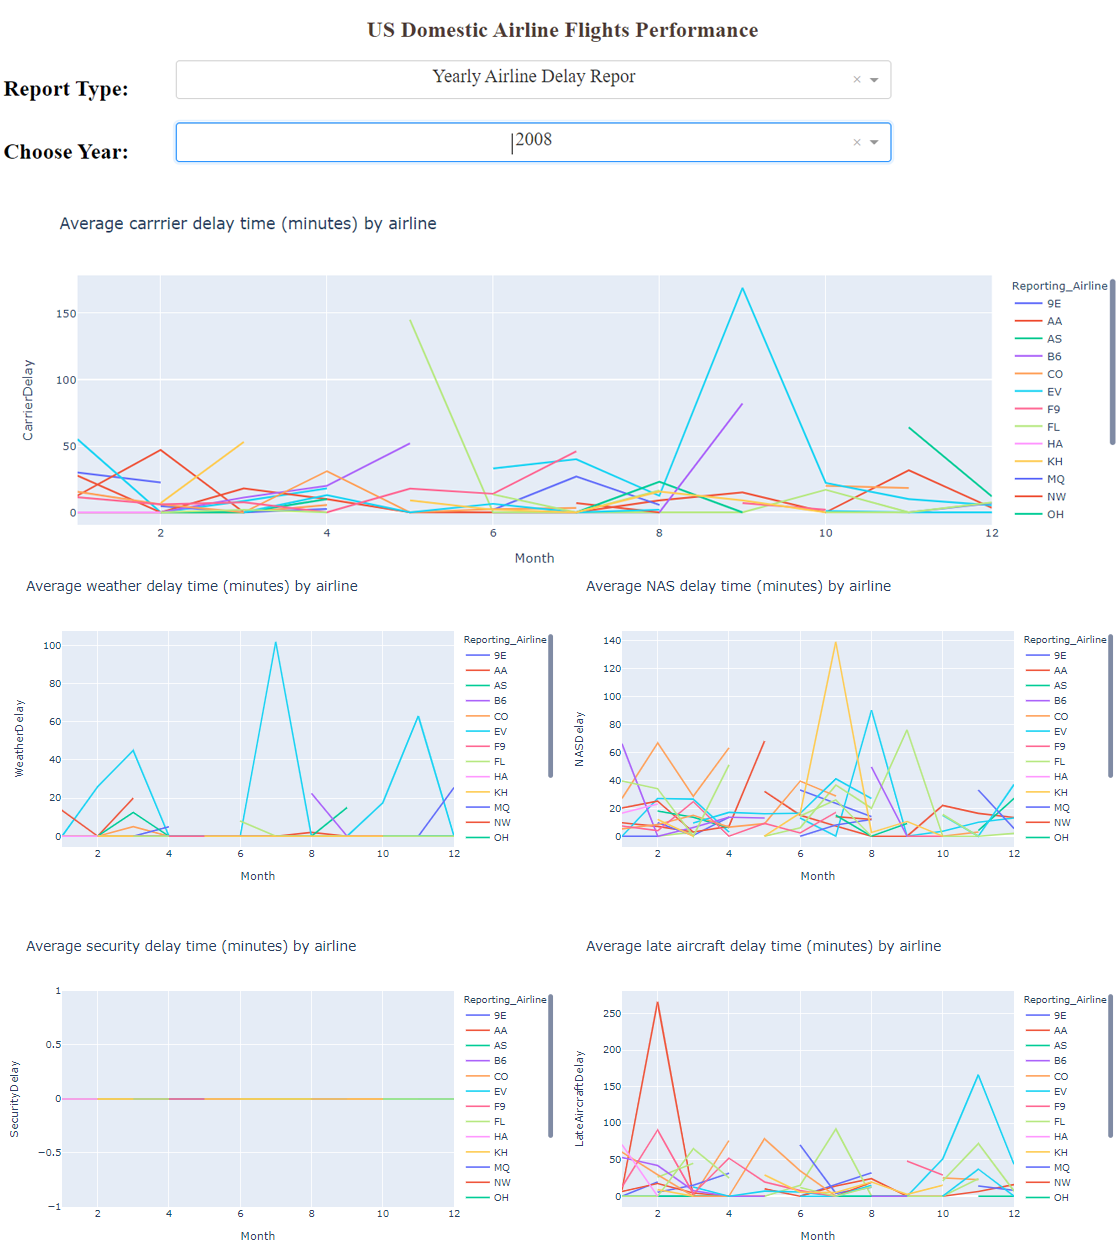 US Domestic Airline Flights Performance
Report Type:
Yearly Airline Delay Repor
×
Choose Year:
2008
×
Average carrrier delay time (minutes) by airline
CarrierDelay
150
100
50
0
2 4 6 8 10 12
Month
Reporting_Airline
9E
AA
AS
B6
CO
EV
F9
FL
HA
KH
MQ
NW
OH
Average weather delay time (minutes) by airline
WeatherDelay
100
80
60
40
20
0
2 4 6 8 10 12
Month
Reporting_Airline
9E
AA
AS
B6
CO
EV
F9
FL
HA
KH
MQ
NW
OH
Average NAS delay time (minutes) by airline
NASDelay
140
120
100
80
60
40
20
0
2 4 6 8 10 12
Month
Reporting_Airline
9E
AA
AS
B6
CO
EV
F9
FL
HA
KH
MQ
NW
OH
Average security delay time (minutes) by airline
SecurityDelay
1
0.5
0
−0.5
−1
2 4 6 8 10 12
Month
Reporting_Airline
9E
AA
AS
B6
CO
EV
F9
FL
HA
KH
MQ
NW
OH
Average late aircraft delay time (minutes) by airline
LateAircraftDelay
250
200
150
100
50
0
2 4 6 8 10 12
Month
Reporting_Airline
9E
AA
AS
B6
CO
EV
F9
FL
HA
KH
MQ
NW
OH